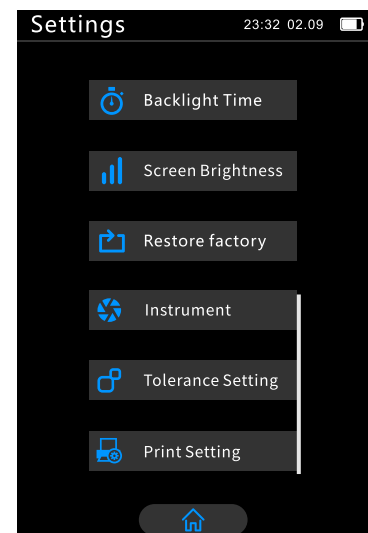 Settings 23:32 02.09
Backlight Time
Screen Brightness
Restore factory
Instrument
Tolerance Setting
Print Setting